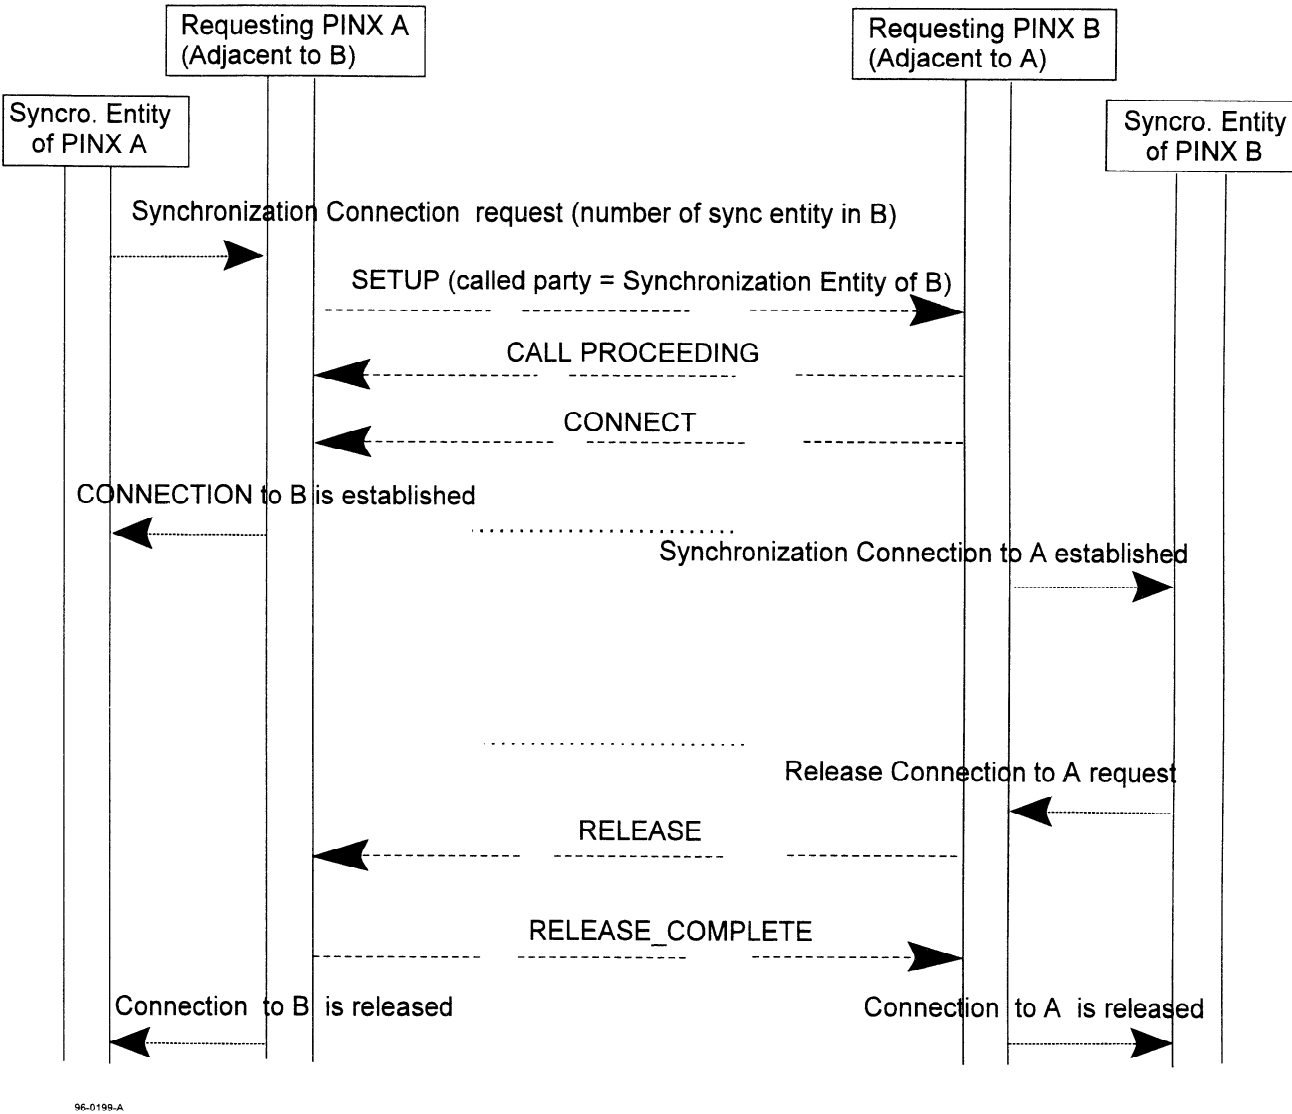 Requesting PINX A
(Adjacent to B)
Requesting PINX B
(Adjacent to A)
Syncro. Entity
of PINX A
Syncro. Entity
of PINX B
Synchronization Connection request (number of sync entity in B)
SETUP (called party = Synchronization Entity of B)
CALL PROCEEDING
CONNECT
CONNECTION to B is established
Synchronization Connection to A established
Release Connection to A request
RELEASE
RELEASE_COMPLETE
Connection to B is released
Connection to A is released
96-0199-A